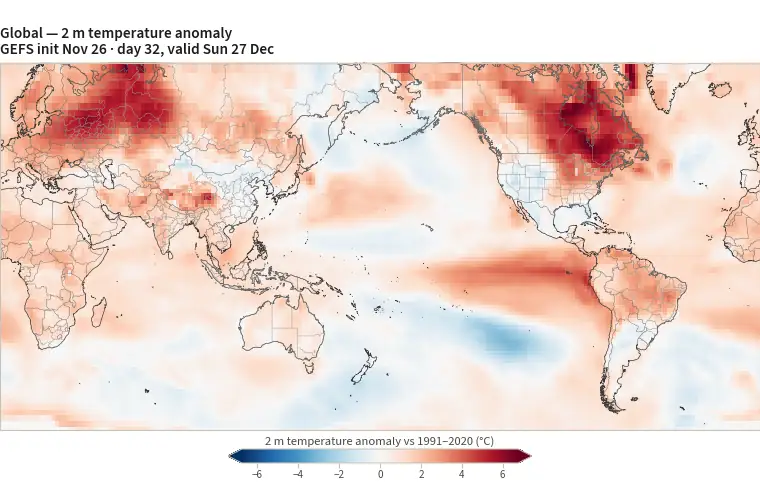 Global — 2 m temperature anomaly
GEFS init Nov 26 · day 32, valid Sun 27 Dec
2 m temperature anomaly vs 1991–2020 (°C)
−6 −4 −2 0 2 4 6